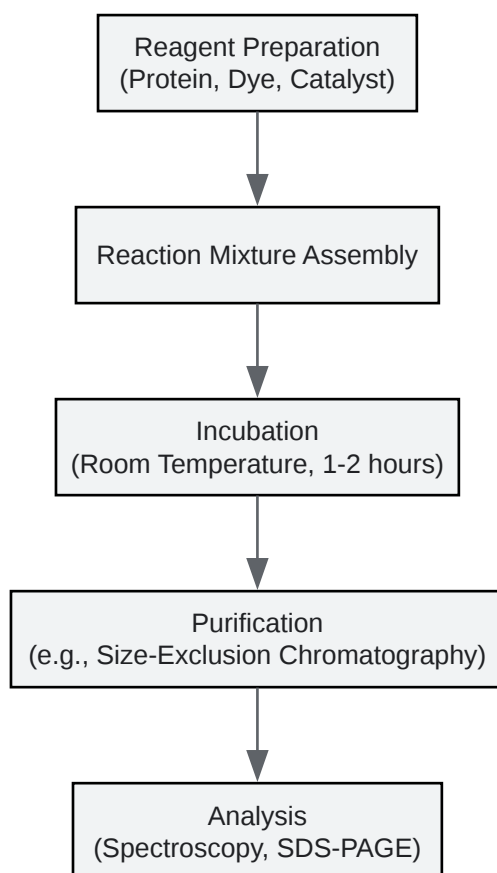 Reagent Preparation
(Protein, Dye, Catalyst)
Reaction Mixture Assembly
Incubation
(Room Temperature, 1-2 hours)
Purification
(e.g., Size-Exclusion Chromatography)
Analysis
(Spectroscopy, SDS-PAGE)